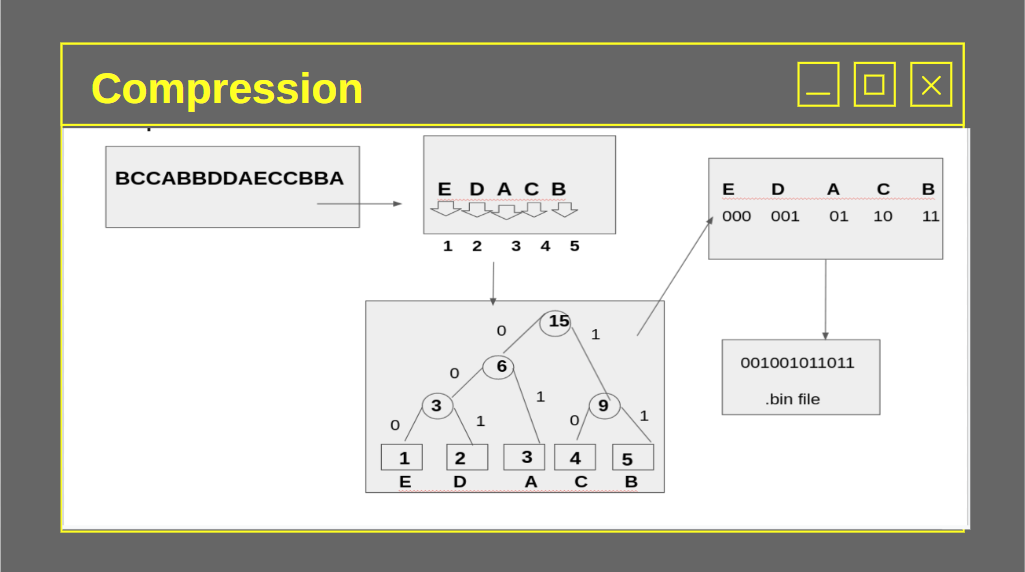 Compression
BCCABBDDAECCBBA
E D A C B
1 2 3 4 5
15
0 1
6
0 1
3 9
0 1 0 1
1 2 3 4 5
E D A C B
E D A C B
000 001 01 10 11
001001011011
.bin file